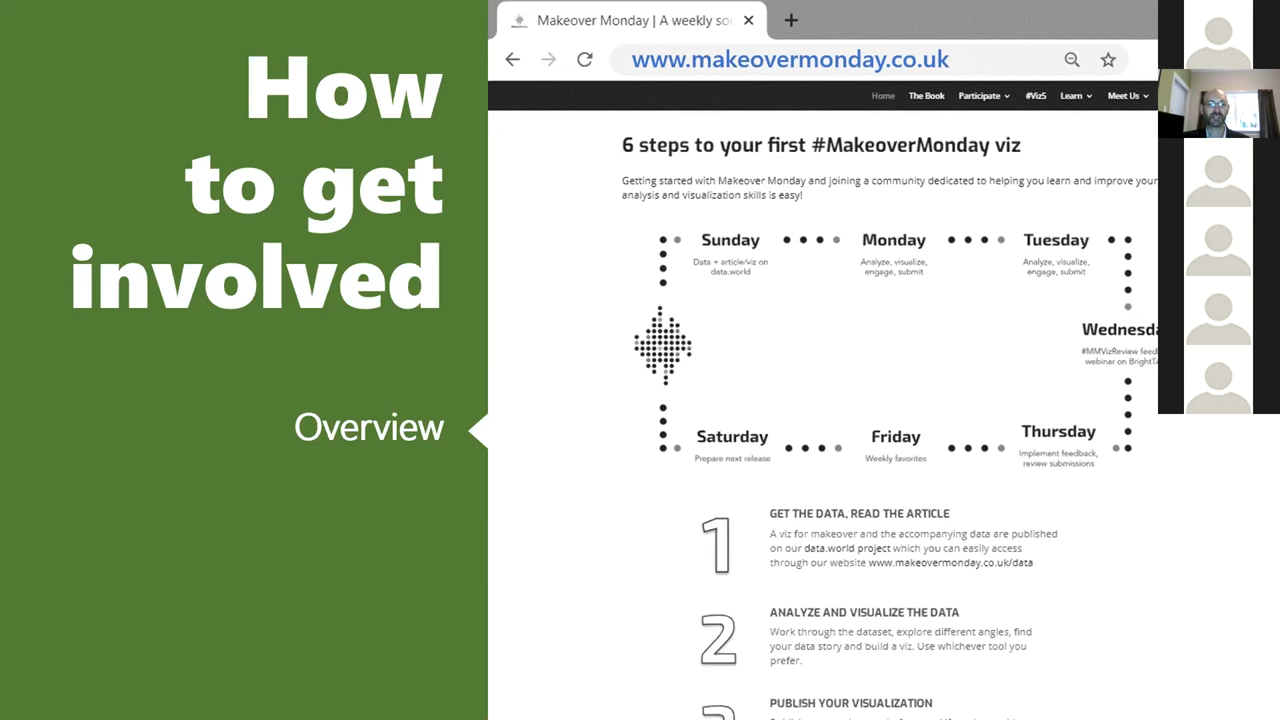 How
to get
involved
Overview
Makeover Monday | A weekly so
www.makeovermonday.co.uk
Home The Book Participate #Viz5 Learn Meet Us
6 steps to your first #MakeoverMonday viz
Getting started with Makeover Monday and joining a community dedicated to helping you learn and improve your
analysis and visualization skills is easy!
Sunday
Data + article/viz on
data.world
Monday
Analyze, visualize,
engage, submit
Tuesday
Analyze, visualize,
engage, submit
Wednesda
#MMVizReview feed
webinar on BrightTA
Saturday
Prepare next release
Friday
Weekly favorites
Thursday
Implement feedback,
review submissions
1
GET THE DATA, READ THE ARTICLE
A viz for makeover and the accompanying data are published
on our data.world project which you can easily access
through our website www.makeovermonday.co.uk/data
2
ANALYZE AND VISUALIZE THE DATA
Work through the dataset, explore different angles, find
your data story and build a viz. Use whichever tool you
prefer.
3
PUBLISH YOUR VISUALIZATION